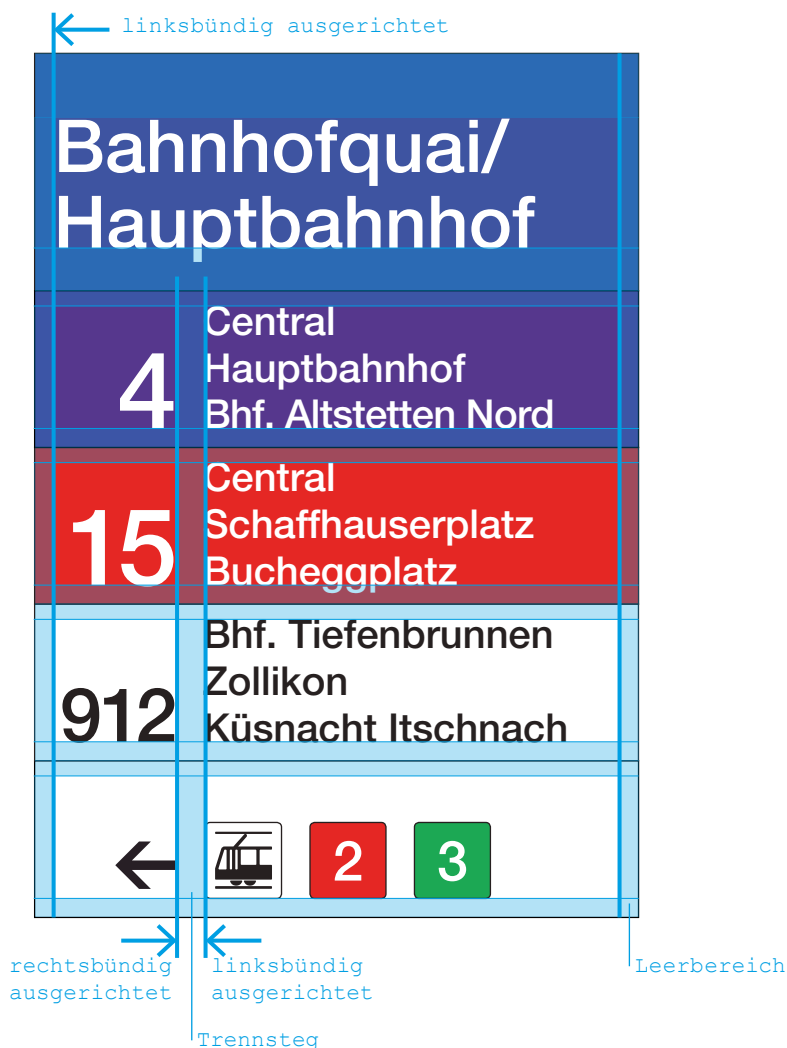 linksbündig ausgerichtet
Bahnhofquai/
Hauptbahnhof
4
Central
Hauptbahnhof
Bhf. Altstetten Nord
15
Central
Schaffhauserplatz
Bucheggplatz
912
Bhf. Tiefenbrunnen
Zollikon
Küsnacht Itschnach
2 3
rechtsbündig
ausgerichtet
linksbündig
ausgerichtet
Leerbereich
Trennsteg